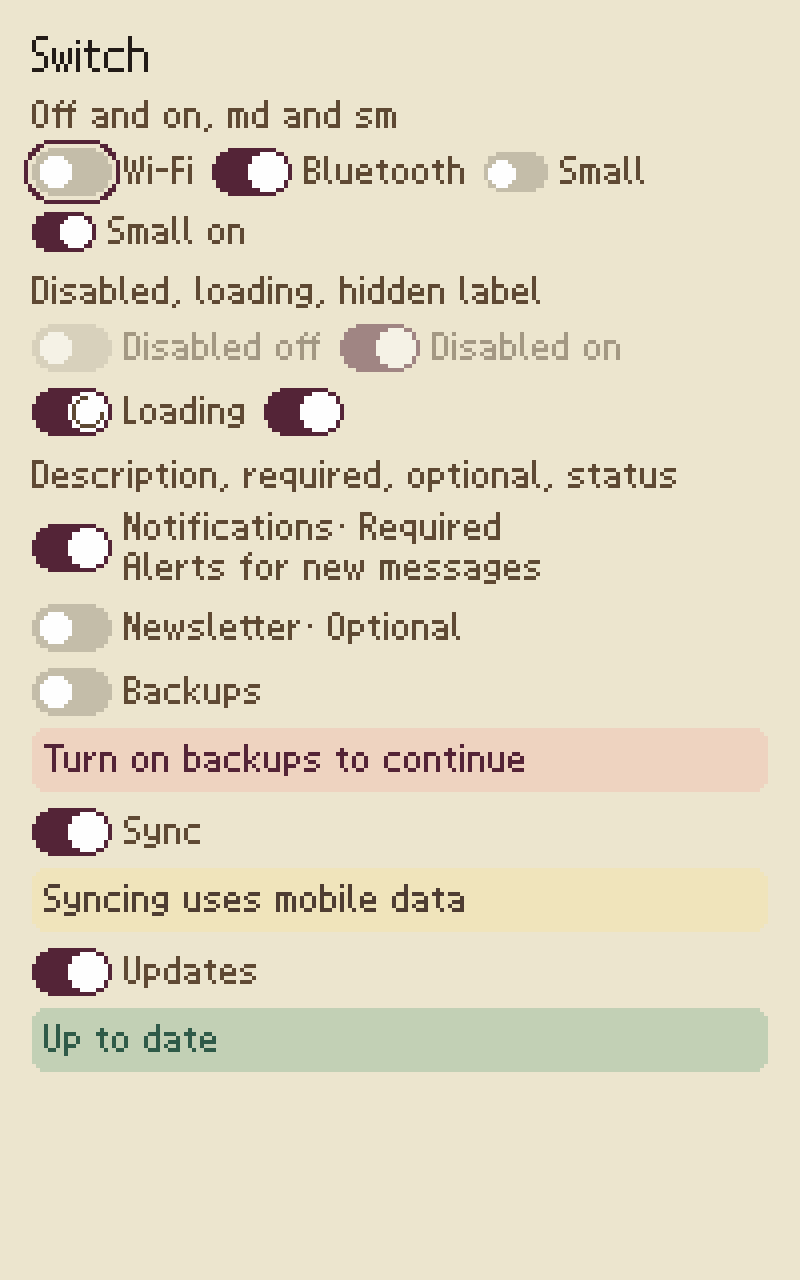 Switch
Off and on, md and sm
Wi-Fi Bluetooth Small
Small on
Disabled, loading, hidden label
Disabled off Disabled on
Loading
Description, required, optional, status
Notifications· Required
Alerts for new messages
Newsletter· Optional
Backups
Turn on backups to continue
Sync
Syncing uses mobile data
Updates
Up to date